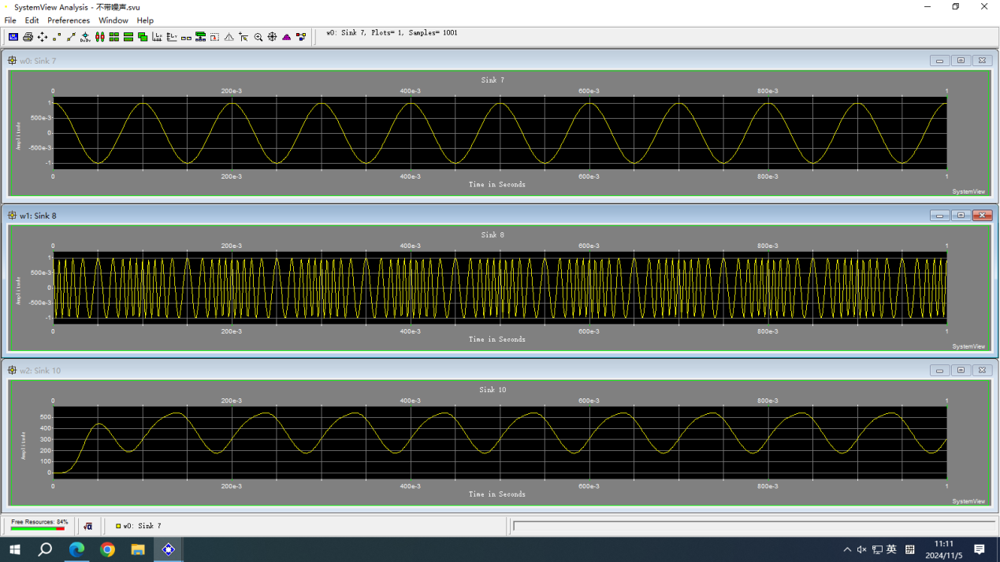 SystemView Analysis - 不带噪声.svu
File Edit Preferences Window Help
w0: Sink 7, Plots= 1, Samples= 1001
w0: Sink 7
Sink 7
0 200e-3 400e-3 600e-3 800e-3 1
1
500e-3
0
-500e-3
-1
Amplitude
0 200e-3 400e-3 600e-3 800e-3 1
Time in Seconds
SystemView
w1: Sink 8
Sink 8
0 200e-3 400e-3 600e-3 800e-3 1
1
500e-3
0
-500e-3
-1
Amplitude
0 200e-3 400e-3 600e-3 800e-3 1
Time in Seconds
SystemView
w2: Sink 10
Sink 10
0 200e-3 400e-3 600e-3 800e-3 1
500
400
300
200
100
0
Amplitude
0 200e-3 400e-3 600e-3 800e-3 1
Time in Seconds
SystemView
Free Resources: 84%
√α
w0: Sink 7
英 拼
11:11
2024/11/5